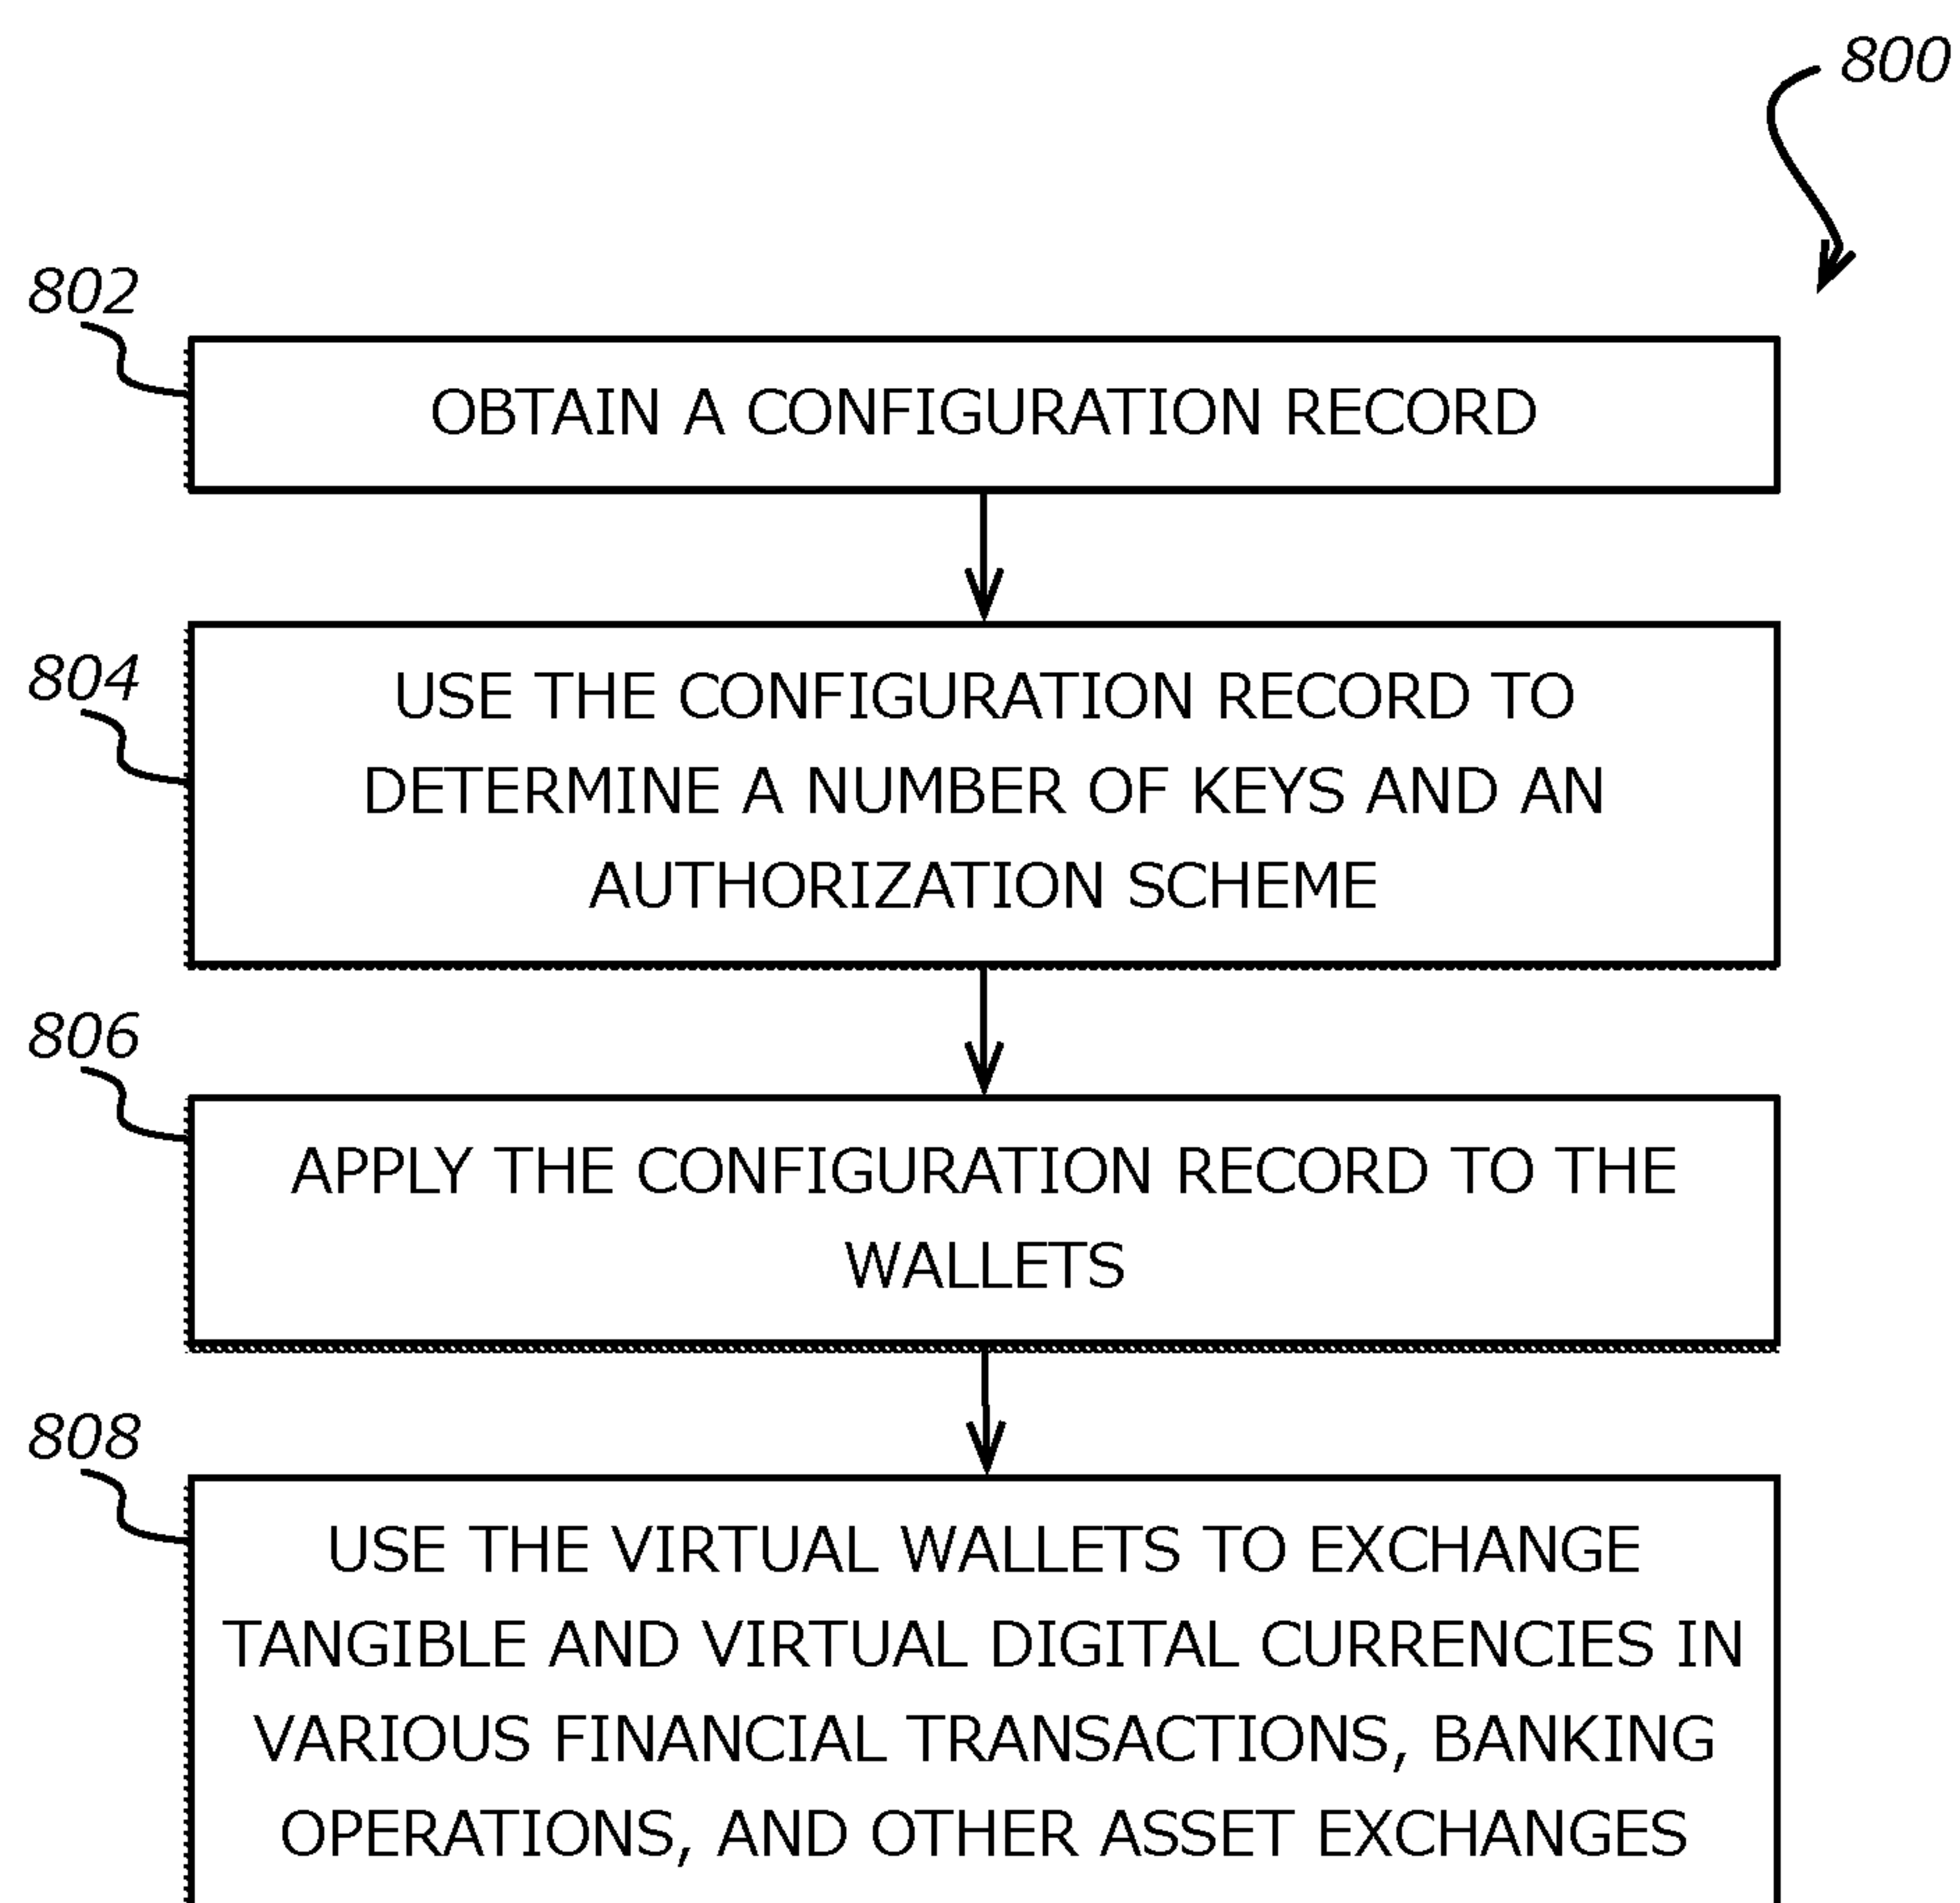 800
802
OBTAIN A CONFIGURATION RECORD
804
USE THE CONFIGURATION RECORD TO
DETERMINE A NUMBER OF KEYS AND AN
AUTHORIZATION SCHEME
806
APPLY THE CONFIGURATION RECORD TO THE
WALLETS
808
USE THE VIRTUAL WALLETS TO EXCHANGE
TANGIBLE AND VIRTUAL DIGITAL CURRENCIES IN
VARIOUS FINANCIAL TRANSACTIONS, BANKING
OPERATIONS, AND OTHER ASSET EXCHANGES